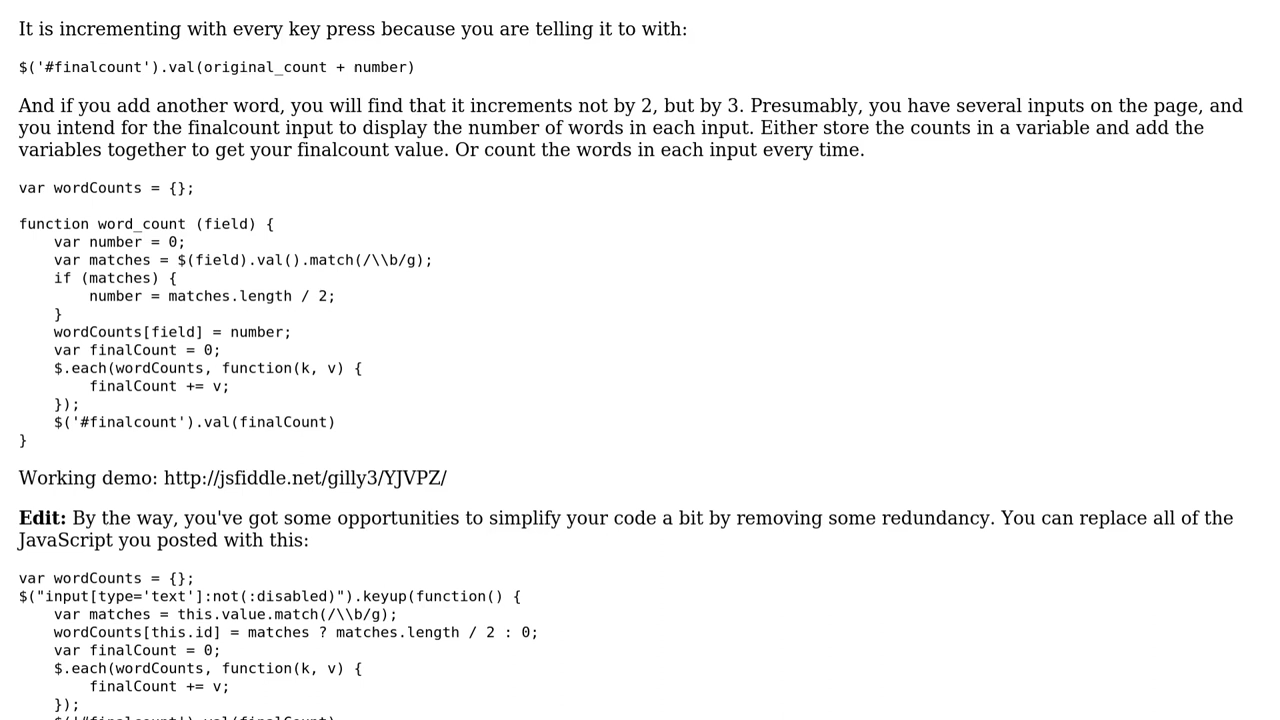 It is incrementing with every key press because you are telling it to with:
$('#finalcount').val(original_count + number)
And if you add another word, you will find that it increments not by 2, but by 3. Presumably, you have several inputs on the page, and
you intend for the finalcount input to display the number of words in each input. Either store the counts in a variable and add the
variables together to get your finalcount value. Or count the words in each input every time.
var wordCounts = {};
function word_count (field) {
    var number = 0;
    var matches = $(field).val().match(/\\b/g);
    if (matches) {
        number = matches.length / 2;
    }
    wordCounts[field] = number;
    var finalCount = 0;
    $.each(wordCounts, function(k, v) {
        finalCount += v;
    });
    $('#finalcount').val(finalCount)
}
Working demo: http://jsfiddle.net/gilly3/YJVPZ/
Edit: By the way, you've got some opportunities to simplify your code a bit by removing some redundancy. You can replace all of the
JavaScript you posted with this:
var wordCounts = {};
$("input[type='text']:not(:disabled)").keyup(function() {
    var matches = this.value.match(/\\b/g);
    wordCounts[this.id] = matches ? matches.length / 2 : 0;
    var finalCount = 0;
    $.each(wordCounts, function(k, v) {
        finalCount += v;
    });
    $('#finalcount').val(finalCount)